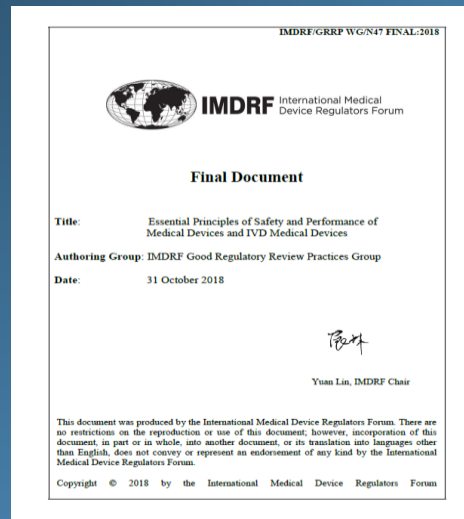 IMDRF/GRRP WG/N47 FINAL:2018
IMDRF International Medical
Device Regulators Forum
Final Document
Title: Essential Principles of Safety and Performance of
Medical Devices and IVD Medical Devices
Authoring Group: IMDRF Good Regulatory Review Practices Group
Date: 31 October 2018
Yuan Lin, IMDRF Chair
This document was produced by the International Medical Device Regulators Forum. There are
no restrictions on the reproduction or use of this document; however, incorporation of this
document, in part or in whole, into another document, or its translation into languages other
than English, does not convey or represent an endorsement of any kind by the International
Medical Device Regulators Forum.
Copyright © 2018 by the International Medical Device Regulators Forum